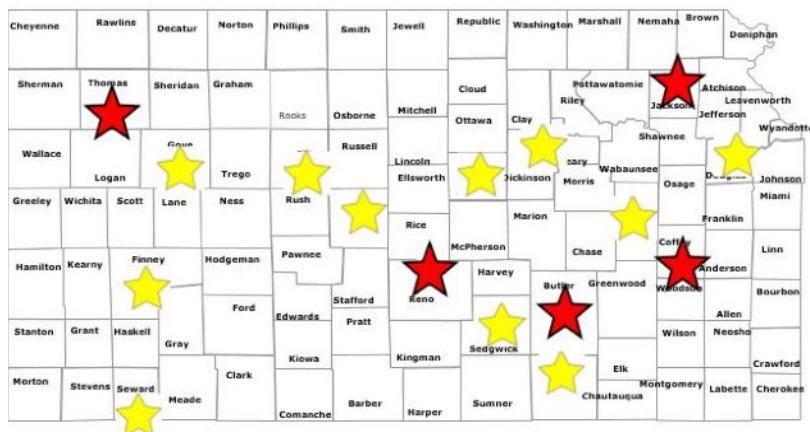 Cheyenne Rawlins Decatur Norton Phillips Smith Jewell Republic Washington Marshall Nemaha Brown
Doniphan
Sherman Thomas Sheridan Graham Rooks Osborne Mitchell Cloud Clay Riley Pottawatomie Jackson Atchison
Leavenworth
Jefferson
Wyandotte
Ottawa
Shawnee
Wallace Logan Gove Trego Russell Lincoln
Ellsworth Dickinson eary Wabaunsee
Morris Osage Douglas Johnson
Greeley Wichita Scott Lane Ness Rush Rice McPherson Marion Chase Coffey Franklin Miami
Hamilton Kearny Finney Hodgeman Pawnee Stafford Reno Harvey Butler Greenwood Woodson Anderson Linn
Ford Edwards Allen Bourbon
Stanton Grant Haskell Gray Kiowa Pratt Kingman Sedgwick Elk Wilson Neosho
Crawford
Morton Stevens Seward Meade Clark Comanche Barber Harper Sumner Chautauqua Montgomery Labette Cherokee